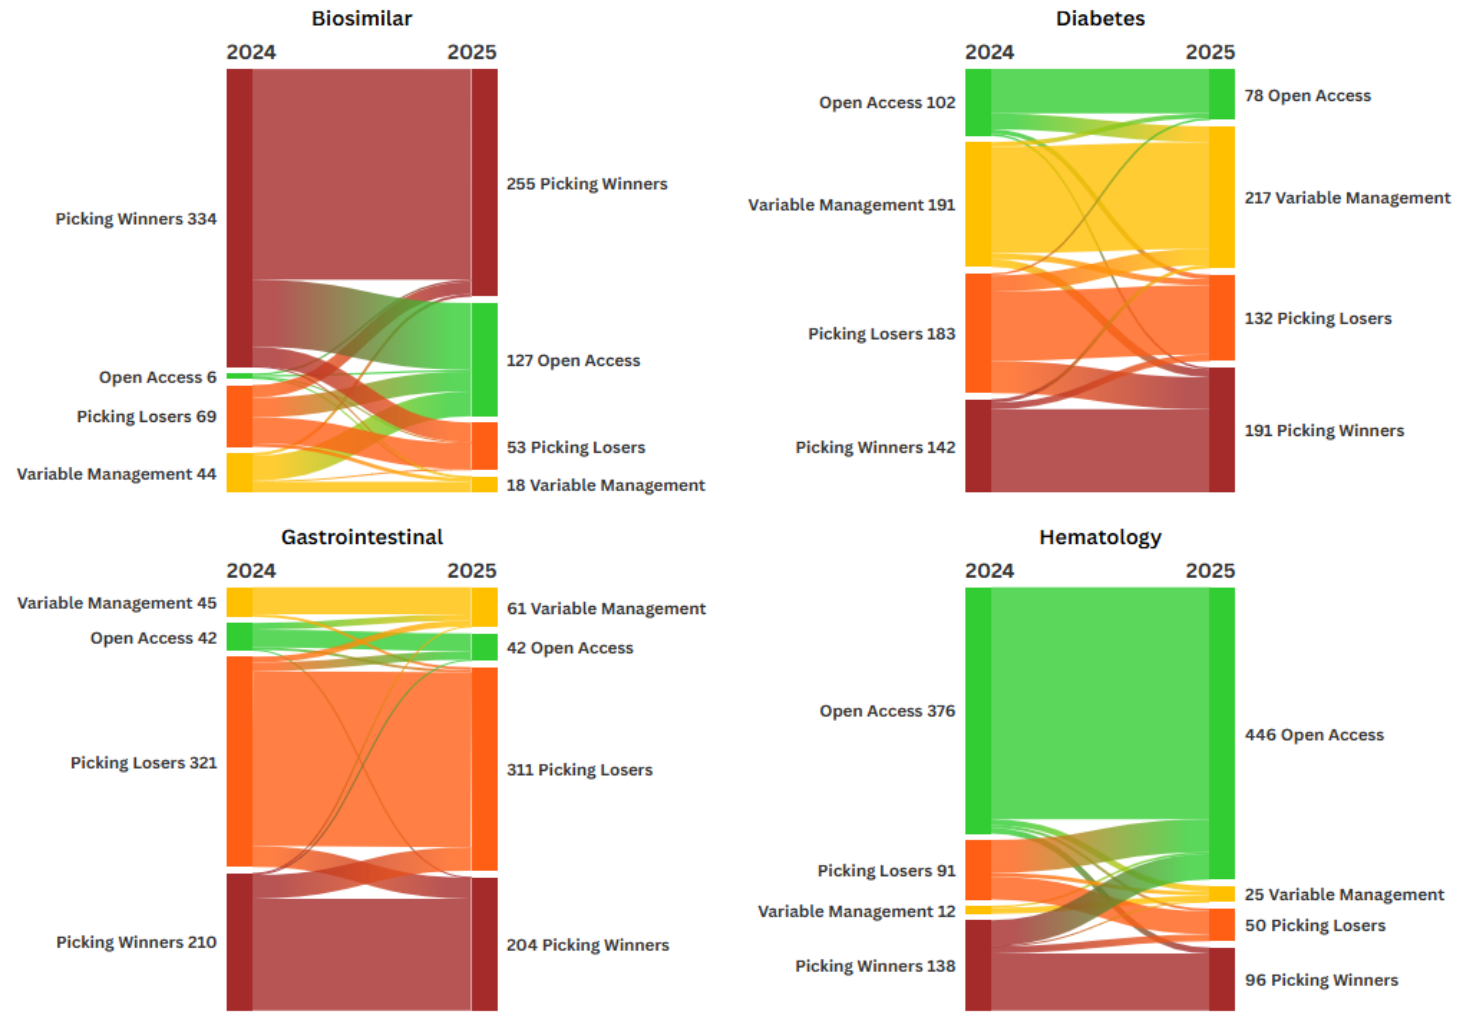 Biosimilar
2024 2025
Picking Winners 334
Open Access 6
Picking Losers 69
Variable Management 44
255 Picking Winners
127 Open Access
53 Picking Losers
18 Variable Management
Diabetes
2024 2025
Open Access 102
Variable Management 191
Picking Losers 183
Picking Winners 142
78 Open Access
217 Variable Management
132 Picking Losers
191 Picking Winners
Gastrointestinal
2024 2025
Variable Management 45
Open Access 42
Picking Losers 321
Picking Winners 210
61 Variable Management
42 Open Access
311 Picking Losers
204 Picking Winners
Hematology
2024 2025
Open Access 376
Picking Losers 91
Variable Management 12
Picking Winners 138
446 Open Access
25 Variable Management
50 Picking Losers
96 Picking Winners